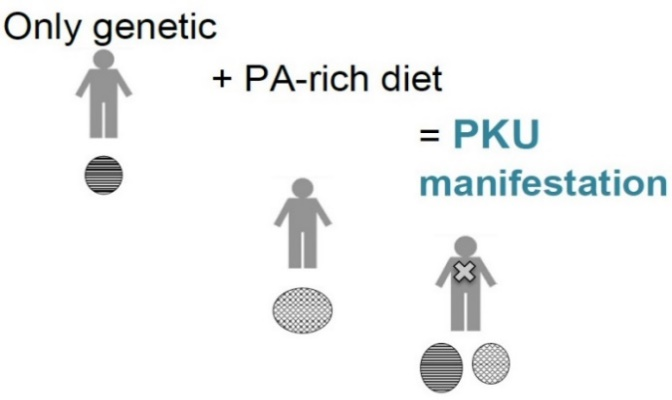 Only genetic
+ PA-rich diet
= PKU
manifestation